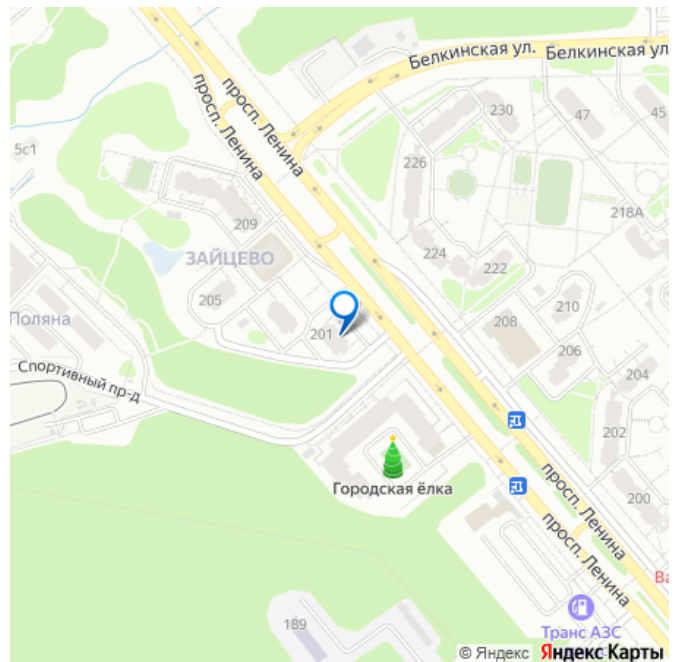 Белкинская ул.
Белкинская ул
просп. Ленина
просп. Ленина
230
47
45
5с1
226
218А
209
224
222
ЗАЙЦЕВО
205
210
Поляна
201
208
206
Спортивный пр-д
204
202
Городская ёлка
200
просп. Ленина
просп. Ленина
Ва
189
Транс АЗС
© Яндекс Яндекс Карты